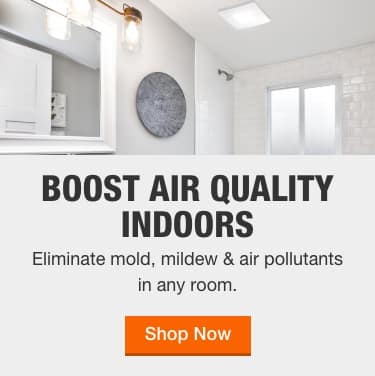 BOOST AIR QUALITY
INDOORS
Eliminate mold, mildew & air pollutants
in any room.
Shop Now